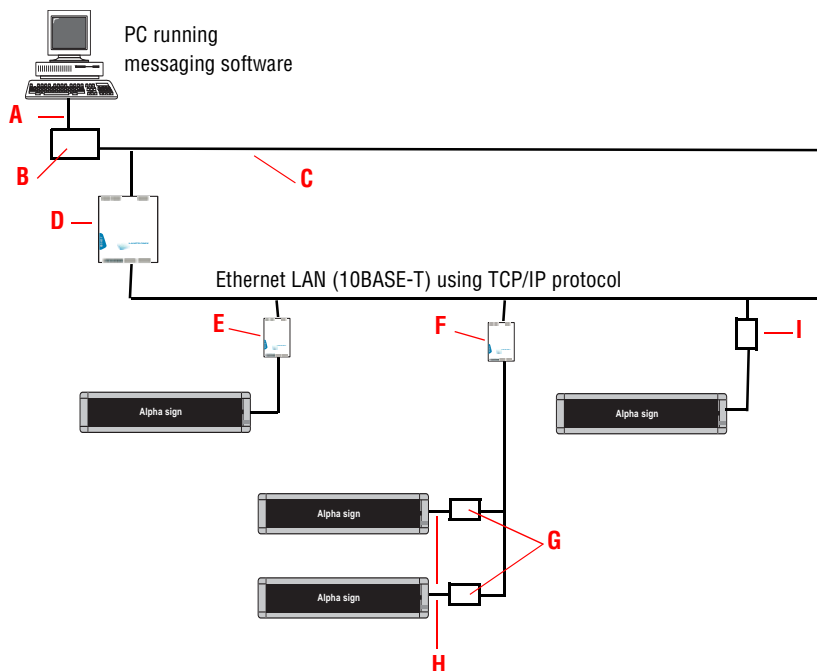 PC running
messaging software
A
B
C
D
Ethernet LAN (10BASE-T) using TCP/IP protocol
E
F
I
Alpha sign
Alpha sign
Alpha sign
G
Alpha sign
H